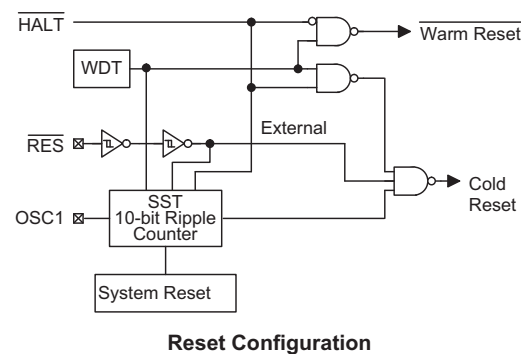 HALT
Warm Reset
WDT
External
RES
Cold
Reset
SST
10-bit Ripple
Counter
OSC1
System Reset
Reset Configuration